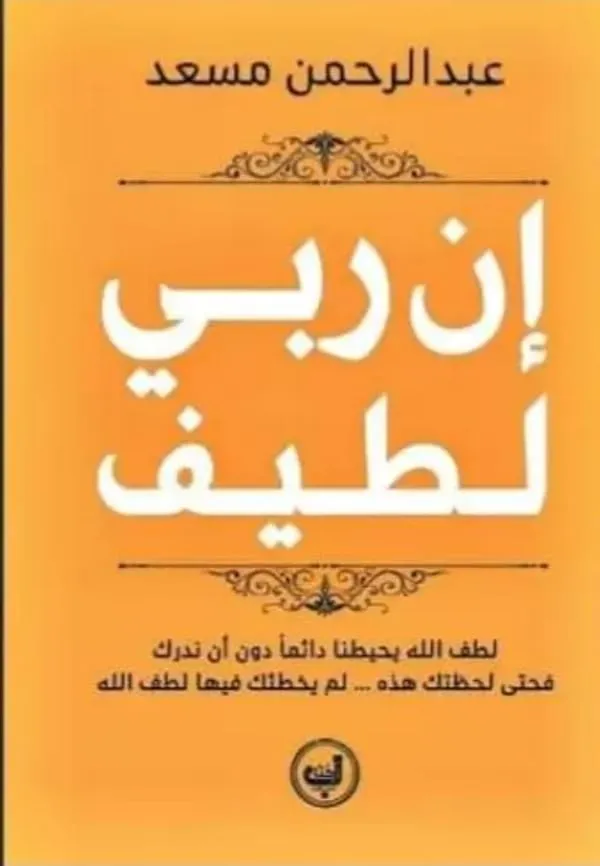 عبدالرحمن مسعد
إن ربي
لطيف
لطف الله يحيطنا دائماً دون أن ندرك
فحتى لحظتك هذه ... لم يخطئك فيها لطف الله